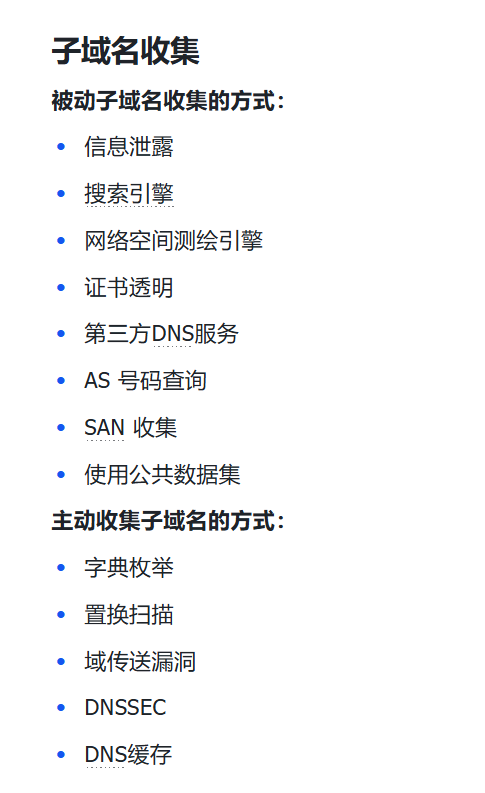 子域名收集
被动子域名收集的方式：
• 信息泄露
• 搜索引擎
• 网络空间测绘引擎
• 证书透明
• 第三方DNS服务
• AS 号码查询
• SAN 收集
• 使用公共数据集
主动收集子域名的方式：
• 字典枚举
• 置换扫描
• 域传送漏洞
• DNSSEC
• DNS缓存